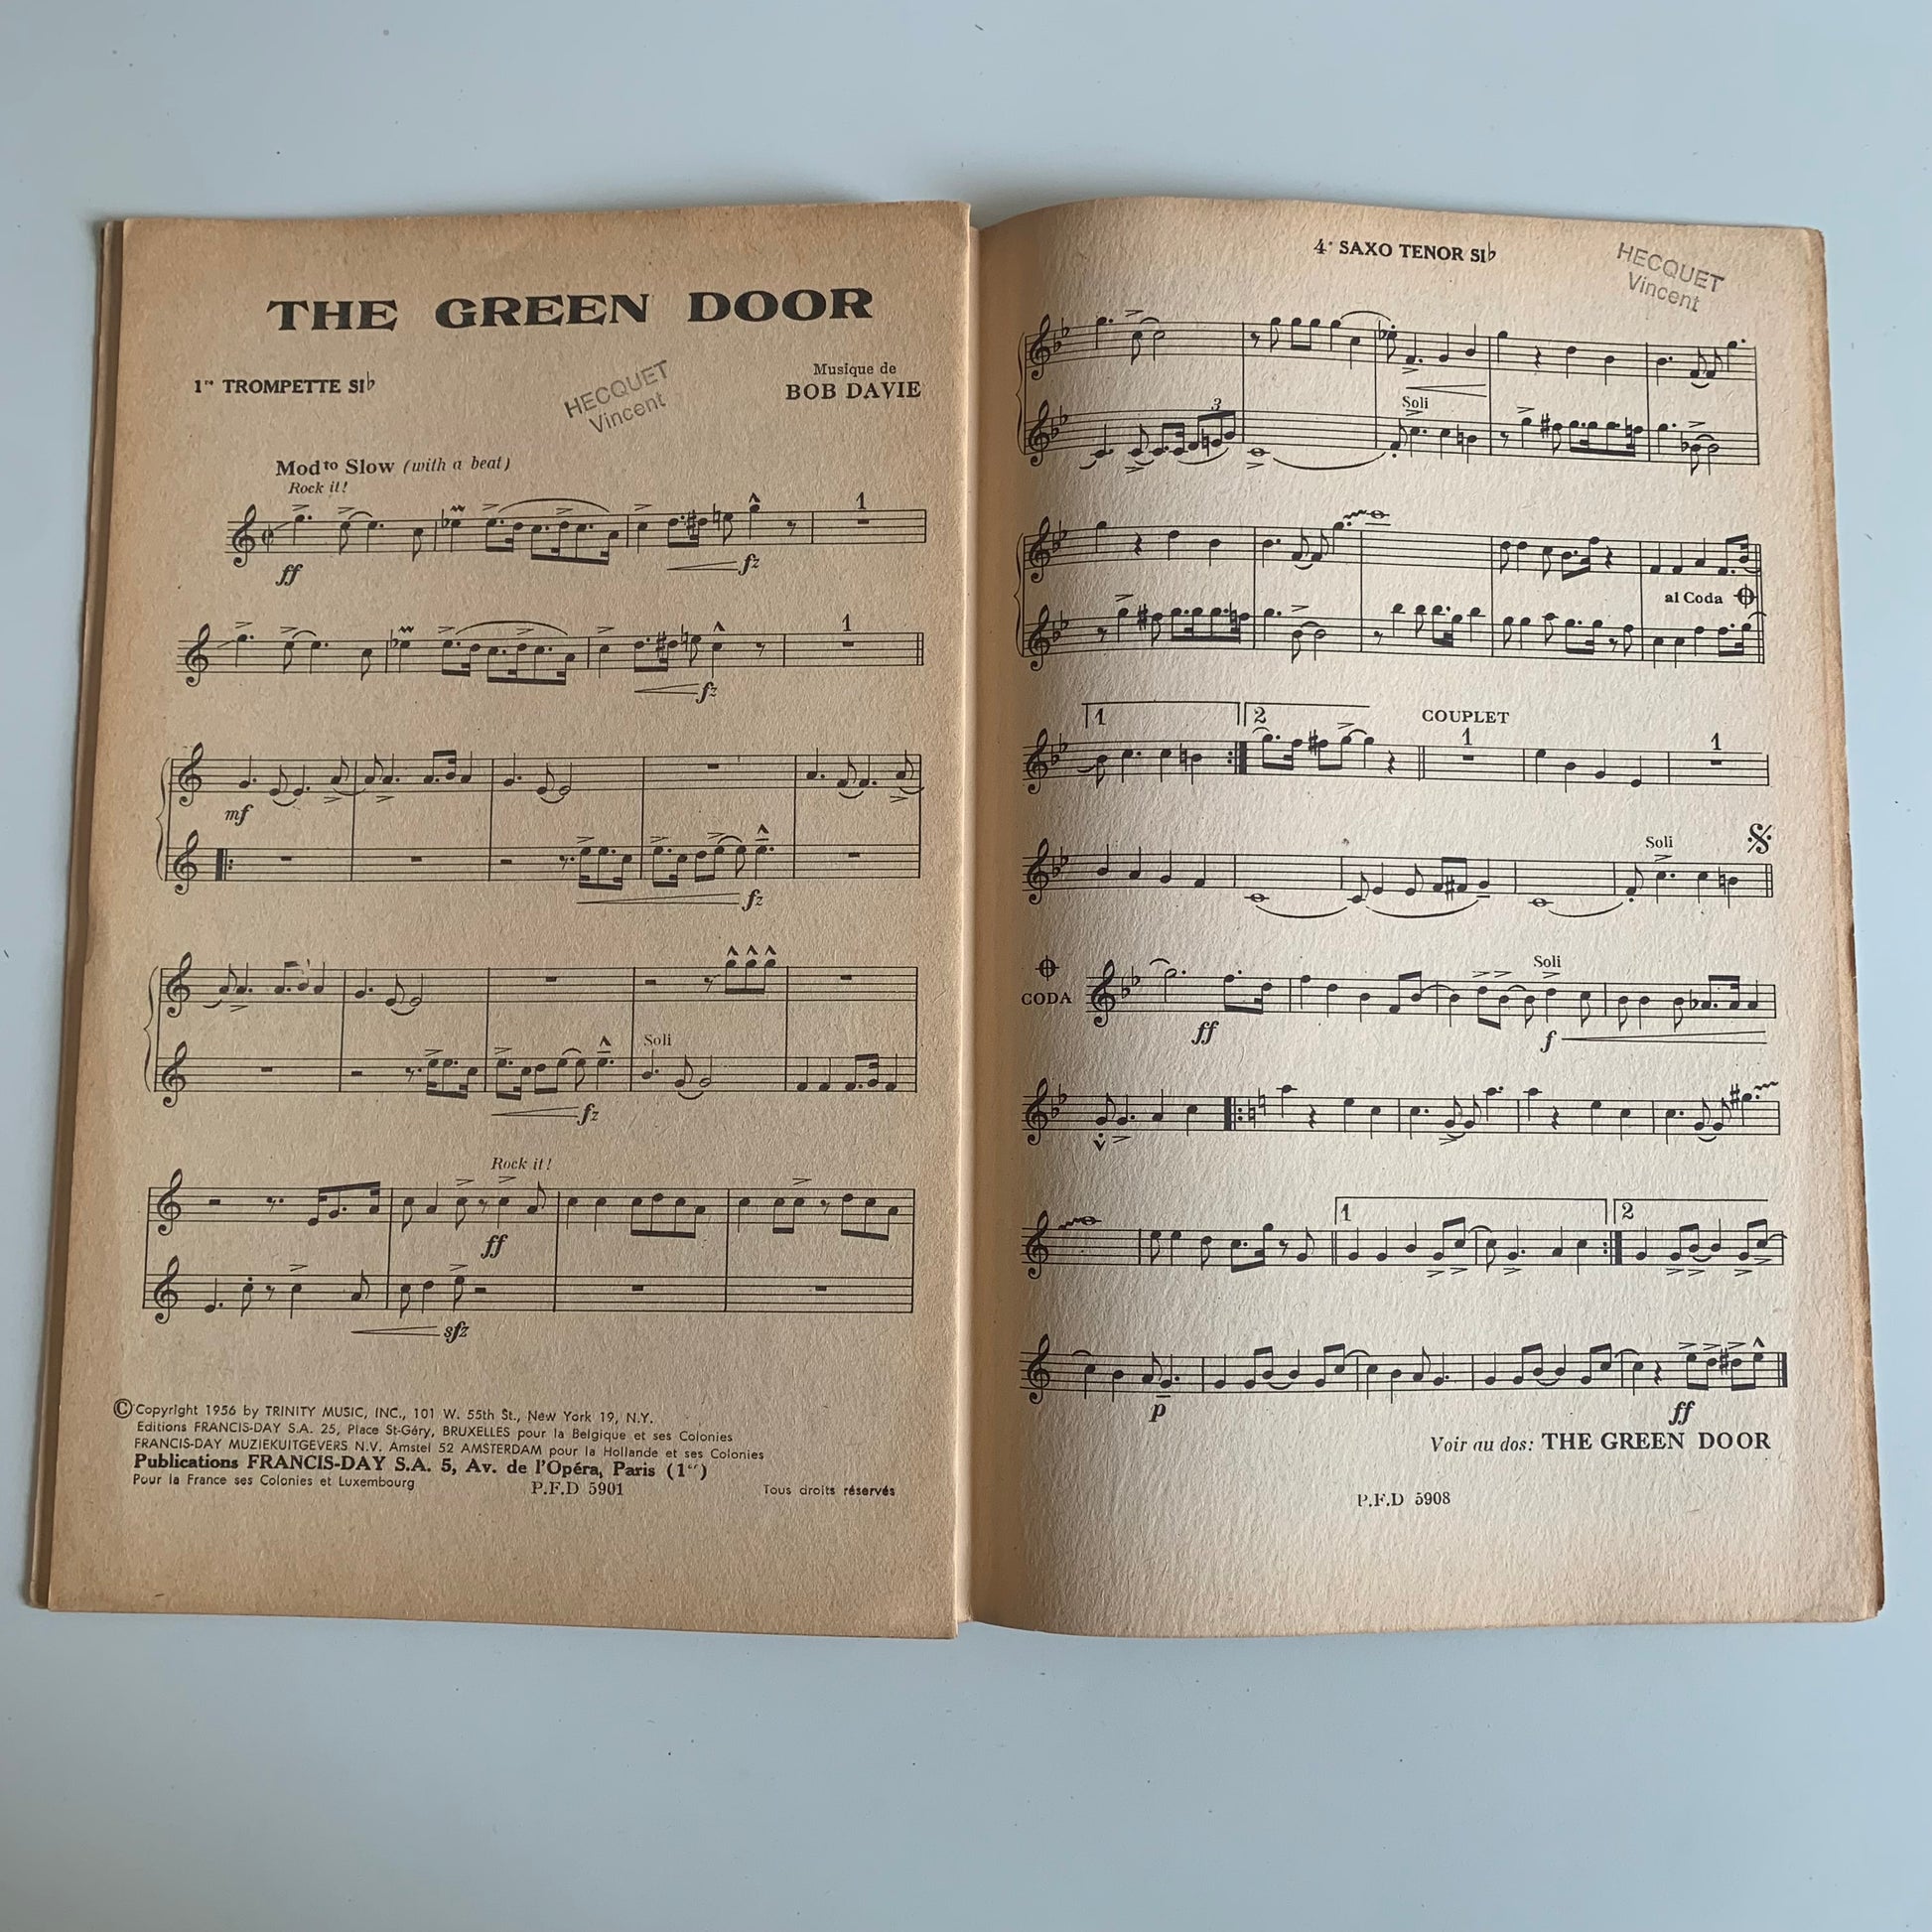 THE GREEN DOOR
1re TROMPETTE SI♭
HECQUET
Vincent
Musique de
BOB DAVIE
Modto Slow (with a beat)
Rock it!
1
ff
fz
1
fz
mf
fz
Soli
fz
Rock it!
ff
sfz
©Copyright 1956 by TRINITY MUSIC, INC., 101 W. 55th St., New York 19, N.Y.
Editions FRANCIS-DAY S.A. 25, Place St-Géry, BRUXELLES pour la Belgique et ses Colonies
FRANCIS-DAY MUZIEKUITGEVERS N.V. Amstel 52 AMSTERDAM pour la Hollande et ses Colonies
Publications FRANCIS-DAY S.A. 5, Av. de l'Opéra, Paris (1er)
Pour la France ses Colonies et Luxembourg P.F.D 5901 Tous droits réservés
4e SAXO TENOR SI♭
HECQUET
Vincent
3
Soli
al Coda
1 2 COUPLET
1 1
Soli
CODA
Soli
ff
f
1 2
p
ff
Voir au dos: THE GREEN DOOR
P.F.D 5908